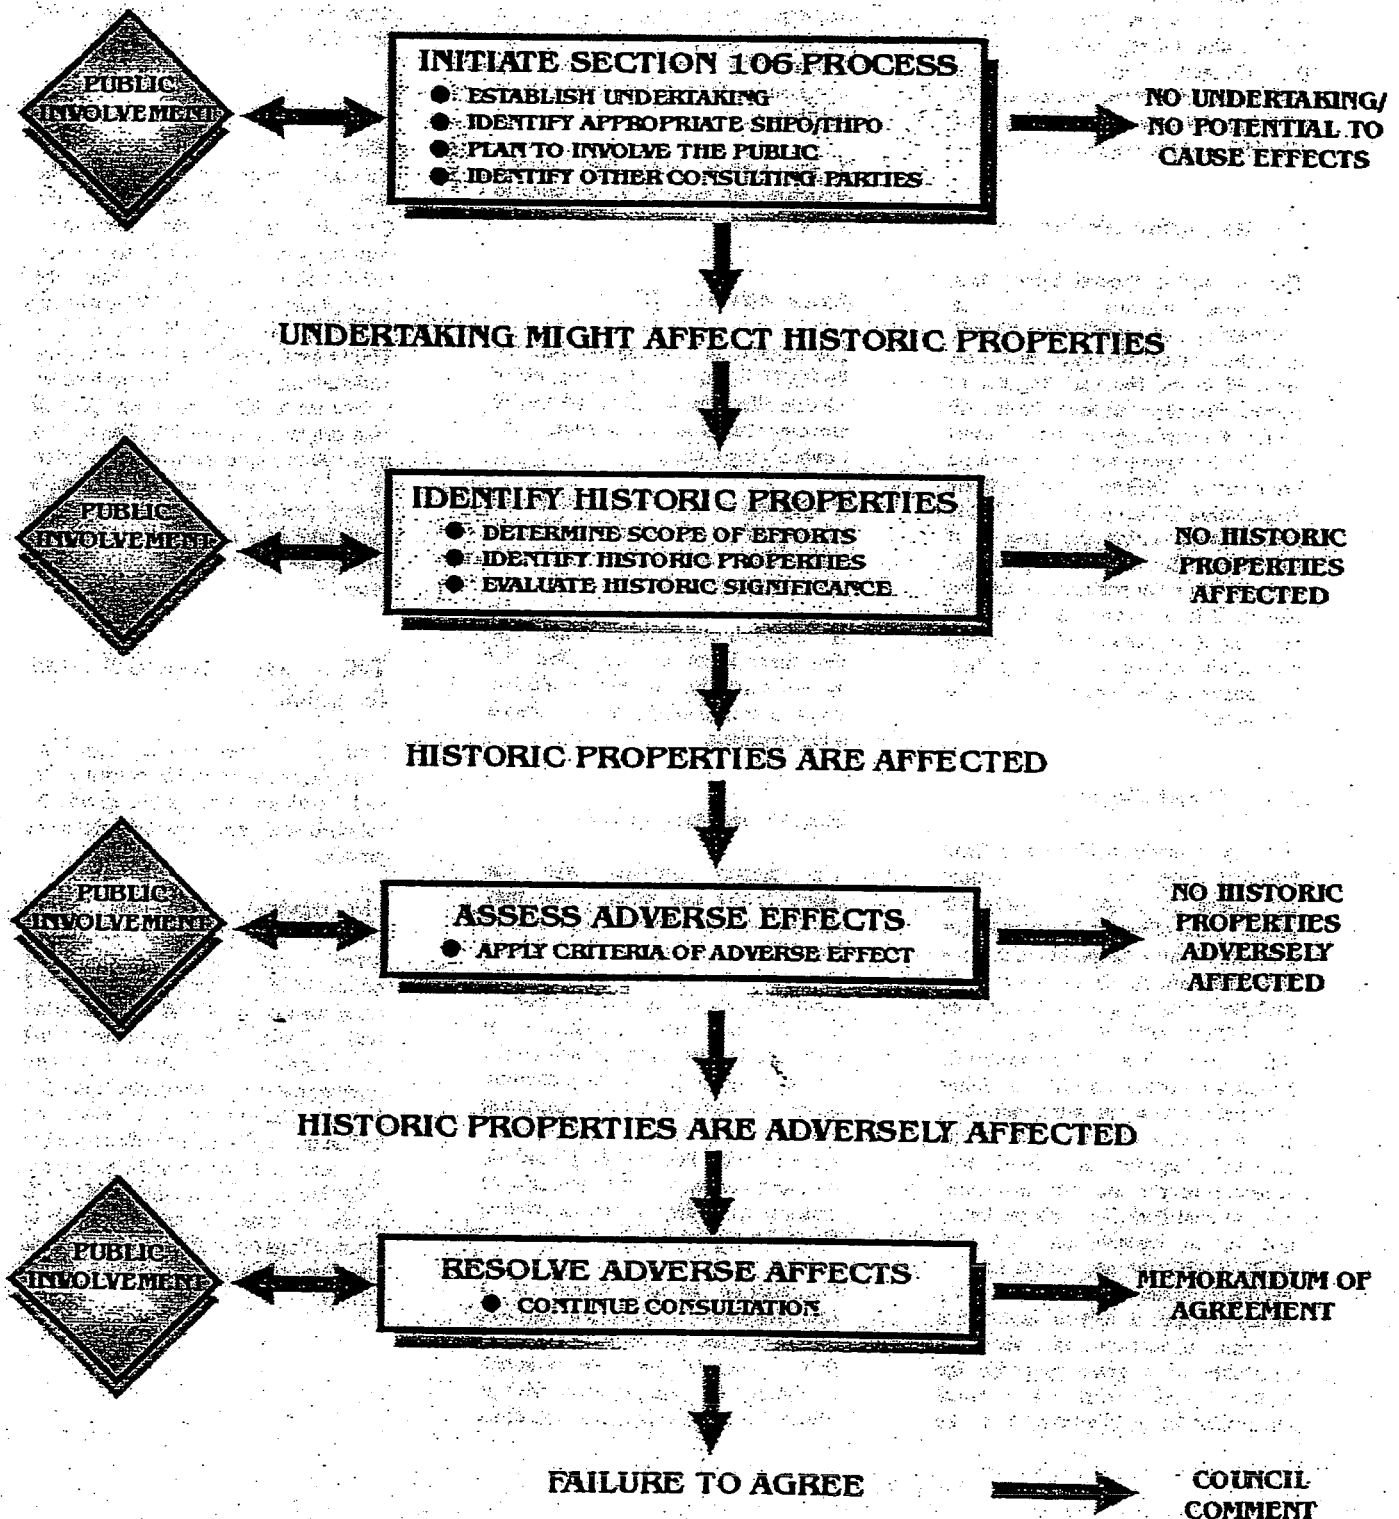 PUBLIC
INVOLVEMENT
INITIATE SECTION 106 PROCESS
● ESTABLISH UNDERTAKING
● IDENTIFY APPROPRIATE SHPO/THPO
● PLAN TO INVOLVE THE PUBLIC
● IDENTIFY OTHER CONSULTING PARTIES
NO UNDERTAKING/
NO POTENTIAL TO
CAUSE EFFECTS
UNDERTAKING MIGHT AFFECT HISTORIC PROPERTIES
PUBLIC
INVOLVEMENT
IDENTIFY HISTORIC PROPERTIES
● DETERMINE SCOPE OF EFFORTS
● IDENTIFY HISTORIC PROPERTIES
● EVALUATE HISTORIC SIGNIFICANCE
NO HISTORIC
PROPERTIES
AFFECTED
HISTORIC PROPERTIES ARE AFFECTED
PUBLIC
INVOLVEMENT
ASSESS ADVERSE EFFECTS
● APPLY CRITERIA OF ADVERSE EFFECT
NO HISTORIC
PROPERTIES
ADVERSELY
AFFECTED
HISTORIC PROPERTIES ARE ADVERSELY AFFECTED
PUBLIC
INVOLVEMENT
RESOLVE ADVERSE AFFECTS
● CONTINUE CONSULTATION
MEMORANDUM OF
AGREEMENT
FAILURE TO AGREE
COUNCIL
COMMENT